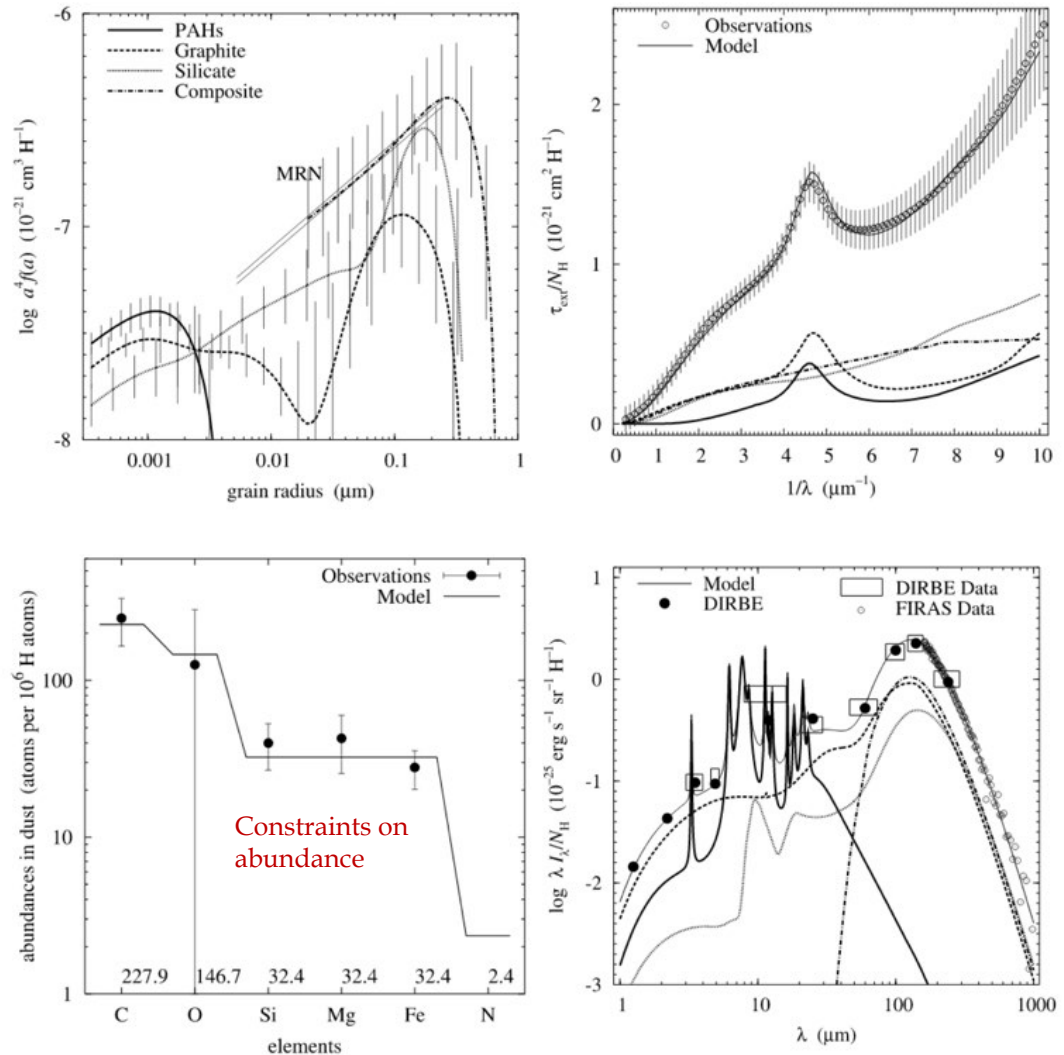 PAHs
Graphite
Silicate
Composite
MRN
log a⁴f(a) (10⁻²¹ cm³ H⁻¹)
-6
-7
-8
0.001 0.01 0.1 1
grain radius (μm)
Observations
Model
τext/NH (10⁻²¹ cm² H⁻¹)
2
1
0
0 1 2 3 4 5 6 7 8 9 10
1/λ (μm⁻¹)
Observations
Model
abundances in dust (atoms per 10⁶ H atoms)
100
10
1
Constraints on
abundance
227.9 146.7 32.4 32.4 32.4 2.4
C O Si Mg Fe N
elements
Model
DIRBE
DIRBE Data
FIRAS Data
log λ Iλ/NH (10⁻²⁵ erg s⁻¹ sr⁻¹ H⁻¹)
1
0
-1
-2
-3
1 10 100 1000
λ (μm)